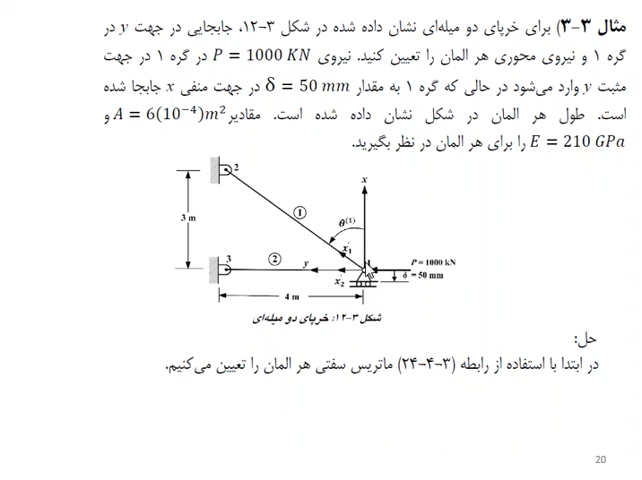 مثال ۳-۳) برای خرپای دو میله‌ای نشان داده شده در شکل ۳-۱۲، جابجایی در جهت y در
گره ۱ و نیروی محوری هر المان را تعیین کنید. نیروی P = 1000 KN در گره ۱ در جهت
مثبت y وارد می‌شود در حالی که گره ۱ به مقدار δ = 50 mm در جهت منفی x جابجا شده
است. طول هر المان در شکل نشان داده شده است. مقادیر A = 6(10⁻⁴)m² و
E = 210 GPa را برای هر المان در نظر بگیرید.
2
x
①
θ⁽¹⁾
3 m
x₁
3
②
y
1
P = 1000 kN
x₂
δ = 50 mm
4 m
شکل ۳-۱۲: خرپای دو میله‌ای
حل:
در ابتدا با استفاده از رابطه (۳-۴-۲۴) ماتریس سفتی هر المان را تعیین می‌کنیم.
20